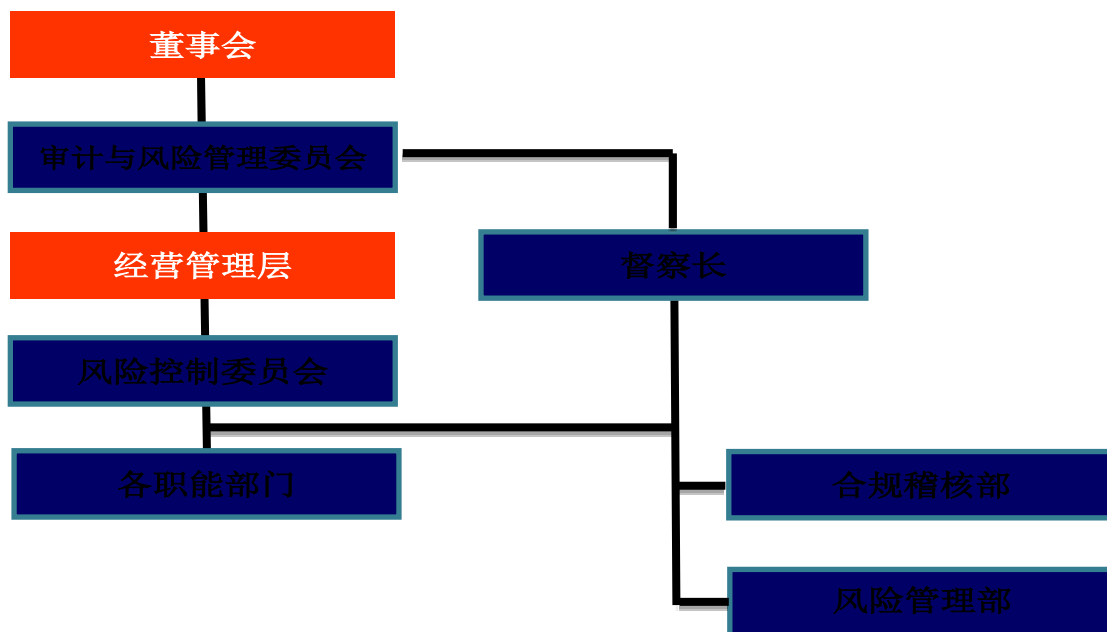 董事会
审计与风险管理委员会
经营管理层
督察长
风险控制委员会
各职能部门
合规稽核部
风险管理部